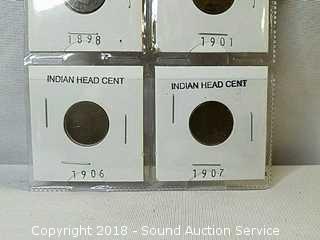 1898
1901
INDIAN HEAD CENT
INDIAN HEAD CENT
1906
1907
Copyright 2018 - Sound Auction Service